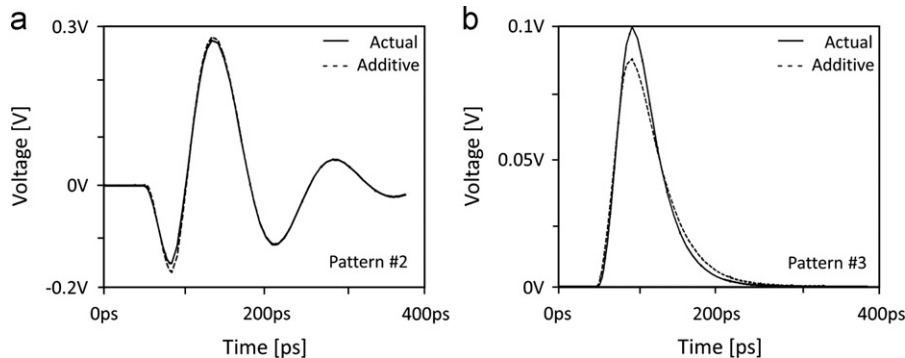 a
0.3V
Actual
Additive
Voltage [V]
0V
-0.2V
Pattern #2
0ps
200ps
400ps
Time [ps]
b
0.1V
Actual
Additive
Voltage [V]
0.05V
0V
Pattern #3
0ps
200ps
400ps
Time [ps]